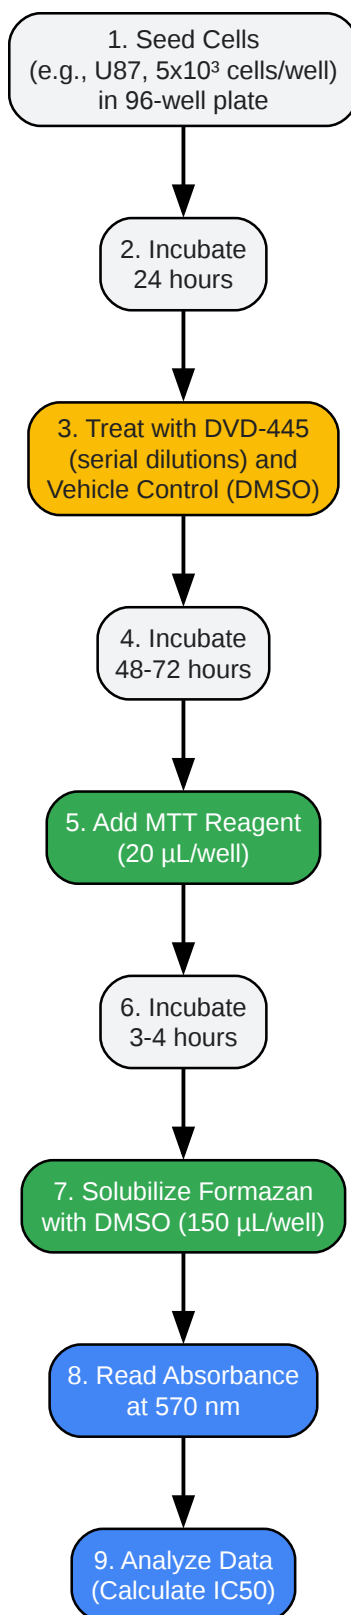 1. Seed Cells
(e.g., U87, 5x10³ cells/well)
in 96-well plate
2. Incubate
24 hours
3. Treat with DVD-445
(serial dilutions) and
Vehicle Control (DMSO)
4. Incubate
48-72 hours
5. Add MTT Reagent
(20 µL/well)
6. Incubate
3-4 hours
7. Solubilize Formazan
with DMSO (150 µL/well)
8. Read Absorbance
at 570 nm
9. Analyze Data
(Calculate IC50)